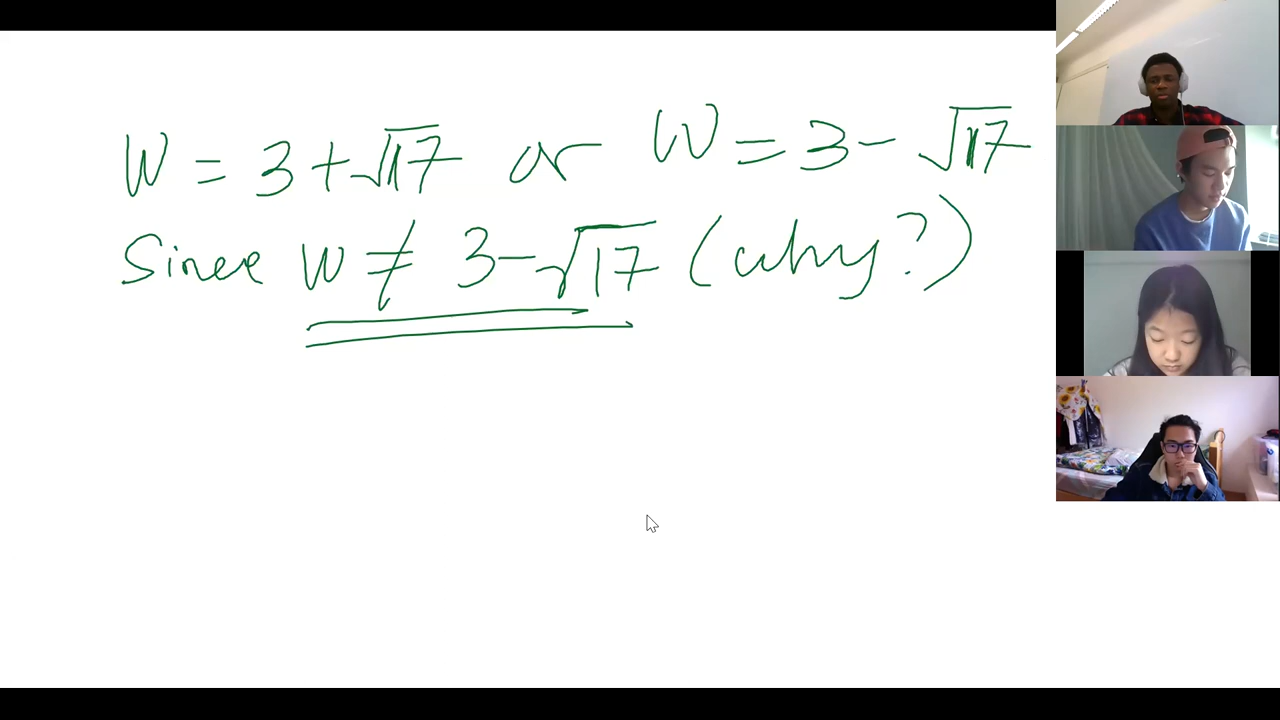 W = 3 + √17 or W = 3 - √17
Since W ≠ 3 - √17 (why?)